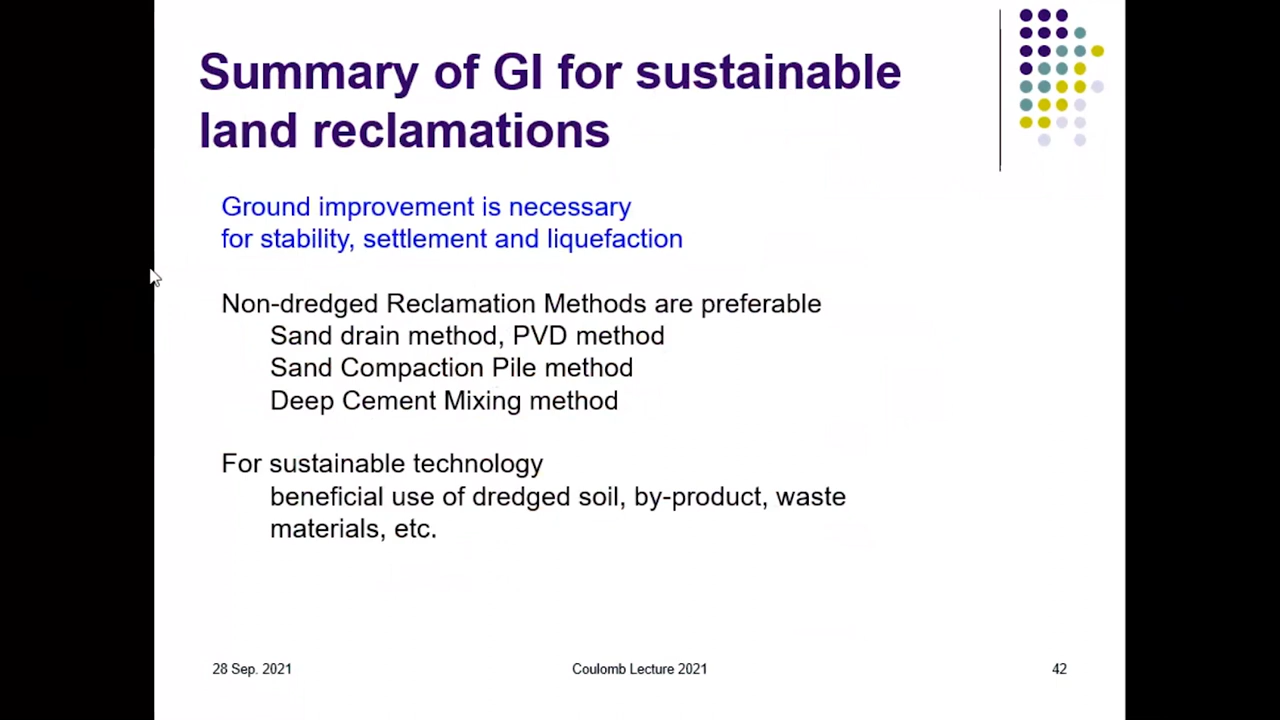 Summary of GI for sustainable
land reclamations
Ground improvement is necessary
for stability, settlement and liquefaction
Non-dredged Reclamation Methods are preferable
Sand drain method, PVD method
Sand Compaction Pile method
Deep Cement Mixing method
For sustainable technology
beneficial use of dredged soil, by-product, waste
materials, etc.
28 Sep. 2021
Coulomb Lecture 2021
42